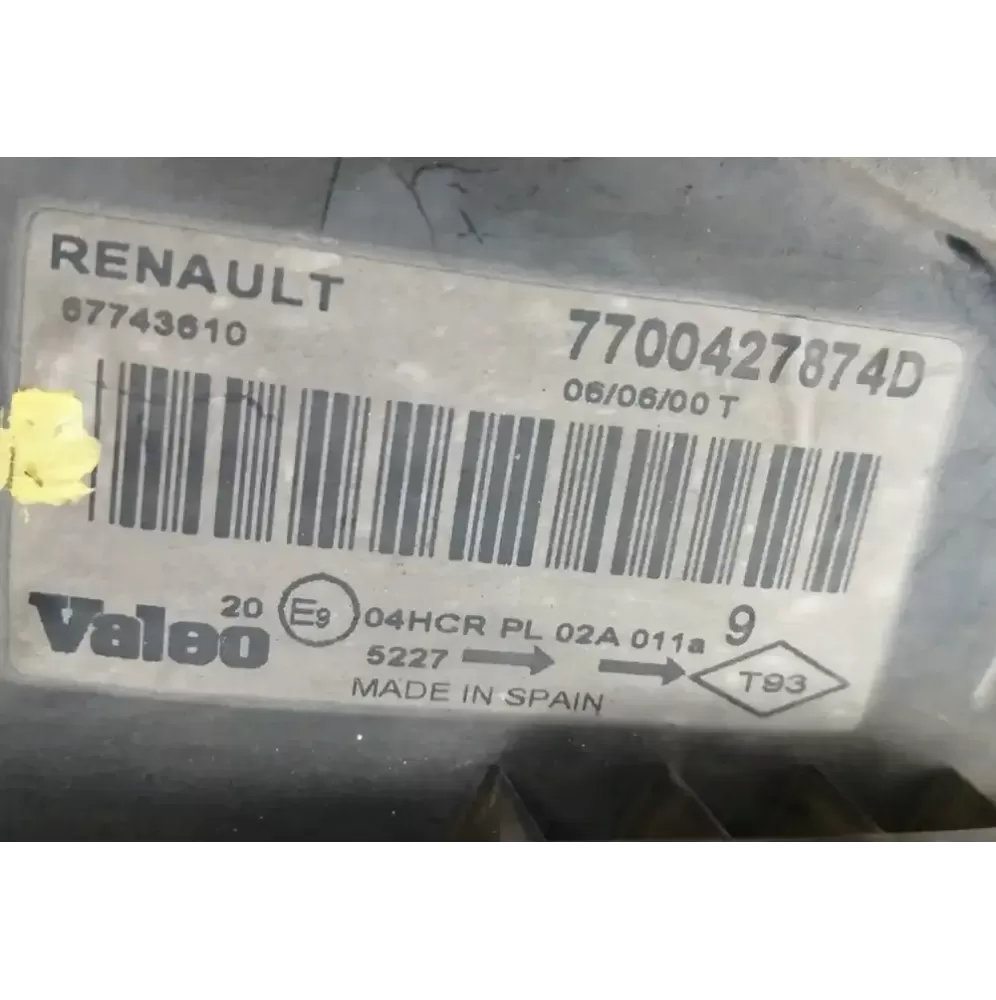 RENAULT
67743610
7700427874D
06/06/00 T
Valeo
20 E9 04HCR PL 02A 011a 9
5227
T93
MADE IN SPAIN